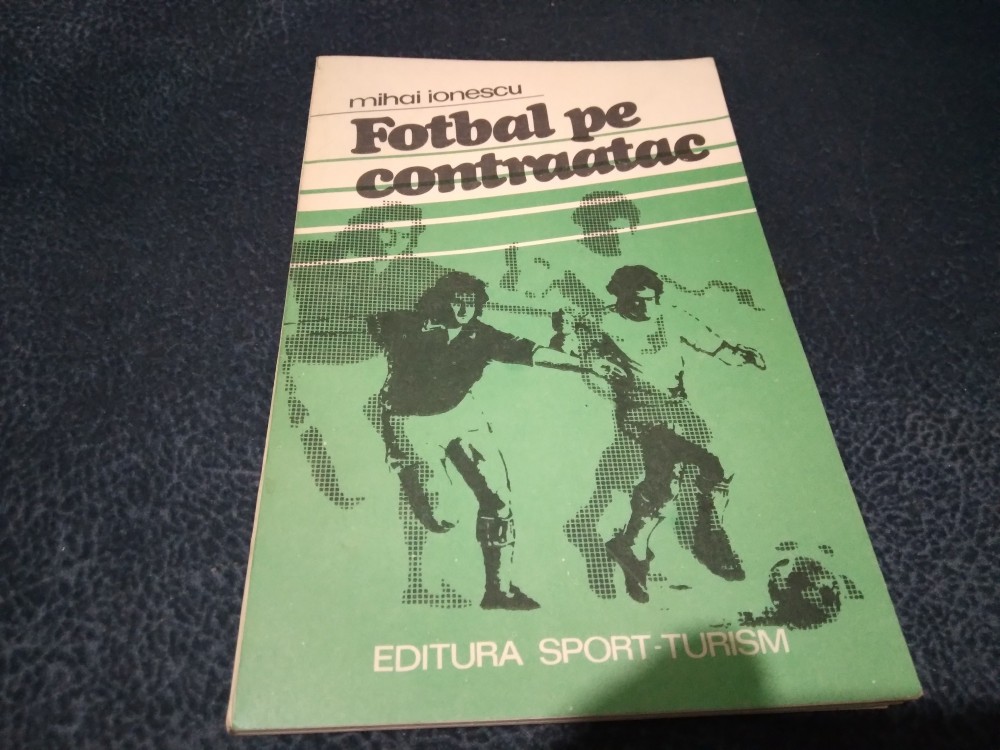 mihai ionescu
Fotbal pe
contraatac
EDITURA SPORT-TURISM